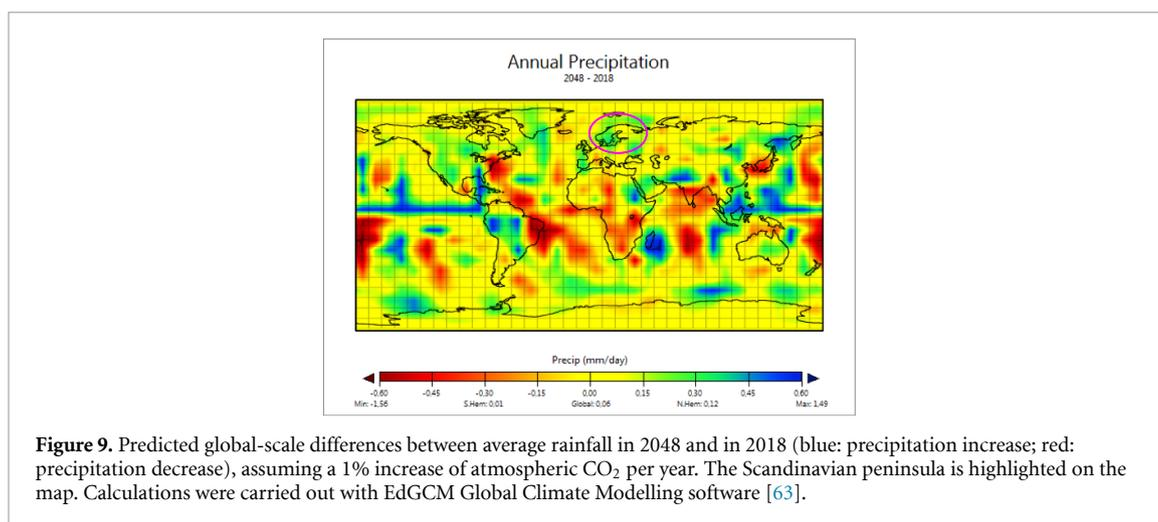 Annual Precipitation
2048 - 2018
Precip (mm/day)
-0.60 -0.45 -0.30 -0.15 0.00 0.15 0.30 0.45 0.60
Min: -1,56 S.Hem: 0,01 Global: 0,06 N.Hem: 0,12 Max: 1,49
Figure 9. Predicted global-scale differences between average rainfall in 2048 and in 2018 (blue: precipitation increase; red:
precipitation decrease), assuming a 1% increase of atmospheric CO₂ per year. The Scandinavian peninsula is highlighted on the
map. Calculations were carried out with EdGCM Global Climate Modelling software [63].